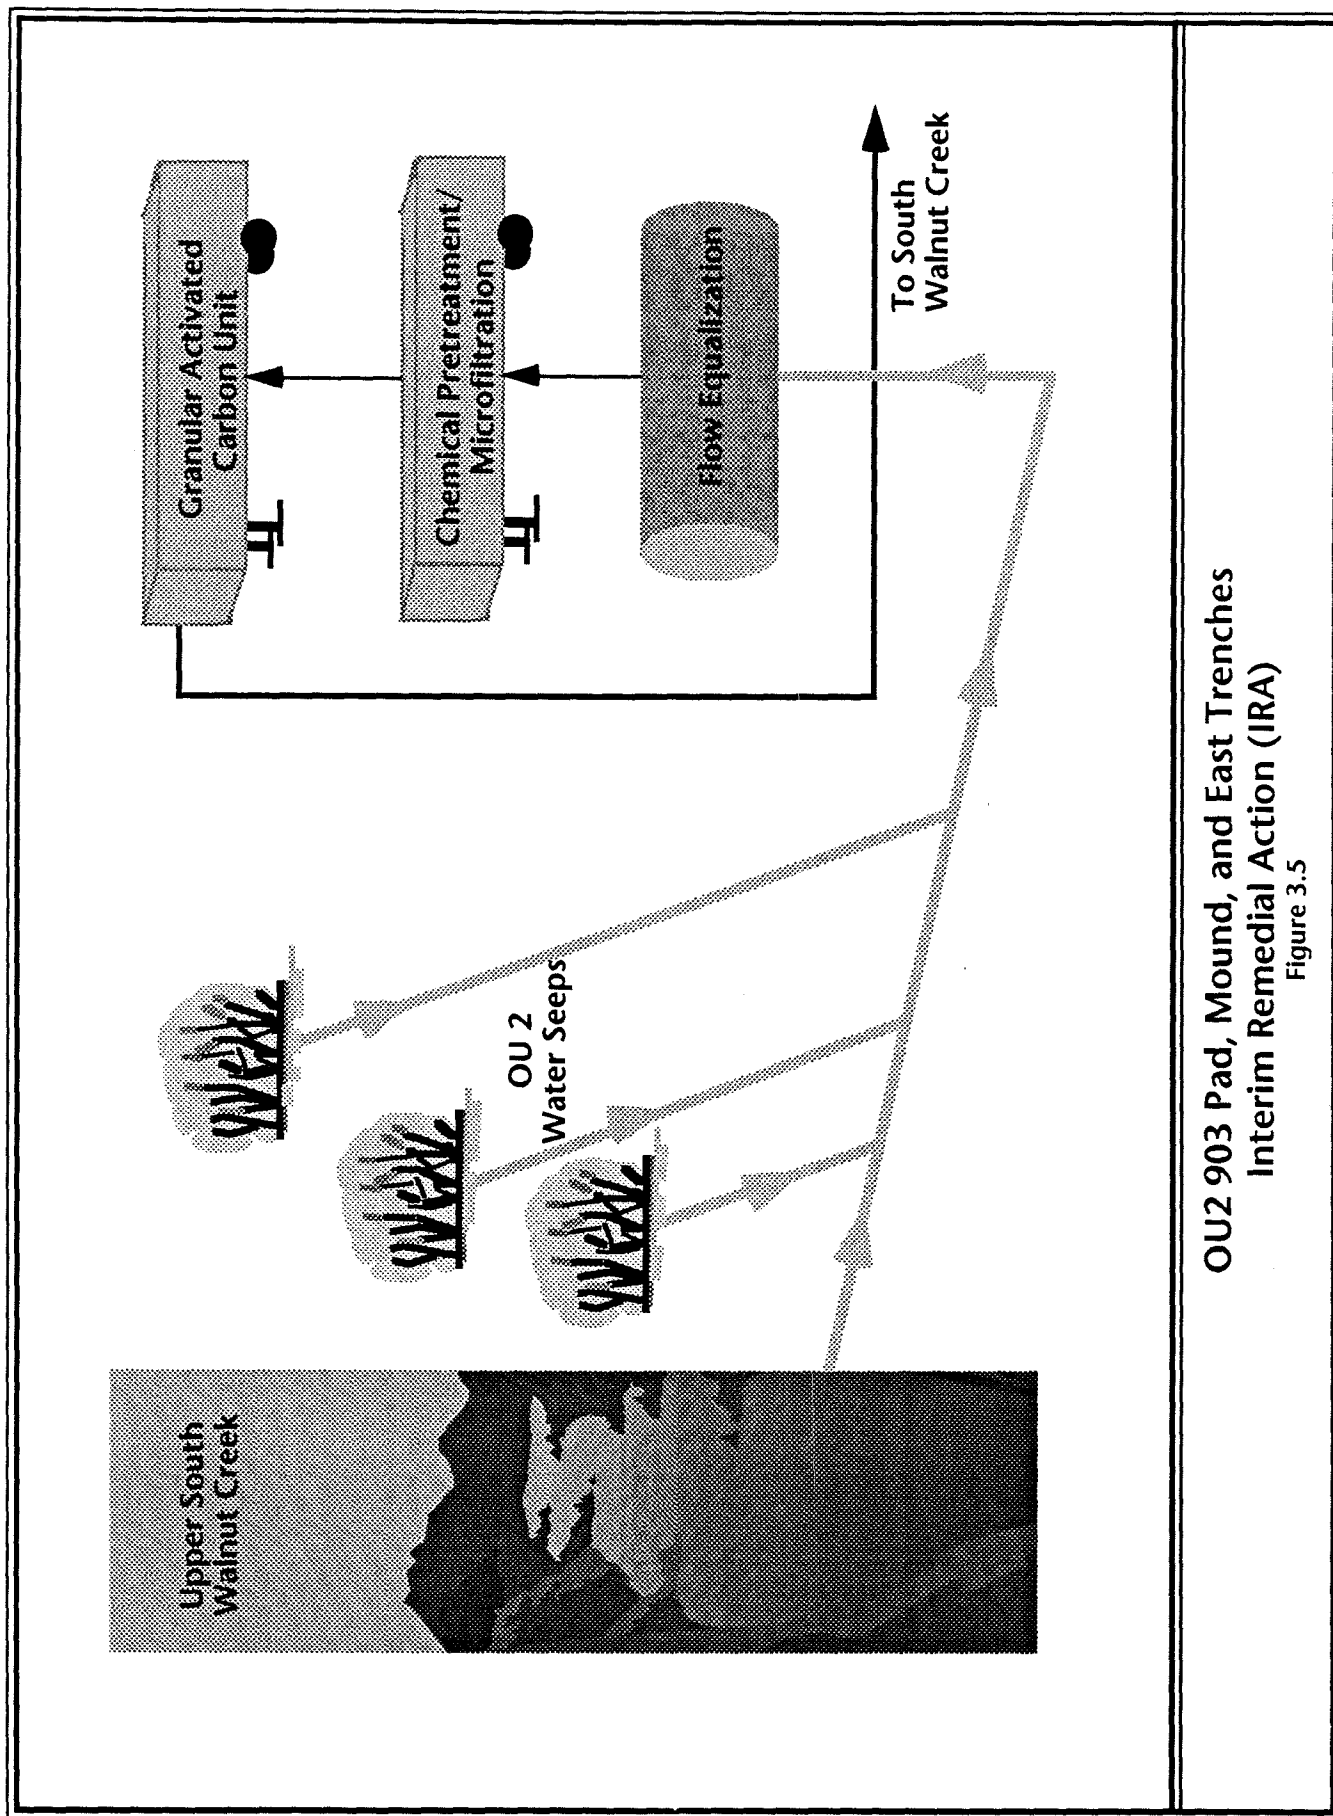 Upper South
Walnut Creek
OU 2
Water Seeps
Granular Activated
Carbon Unit
Chemical Pretreatment/
Microfiltration
Flow Equalization
To South
Walnut Creek
OU2 903 Pad, Mound, and East Trenches
Interim Remedial Action (IRA)
Figure 3.5